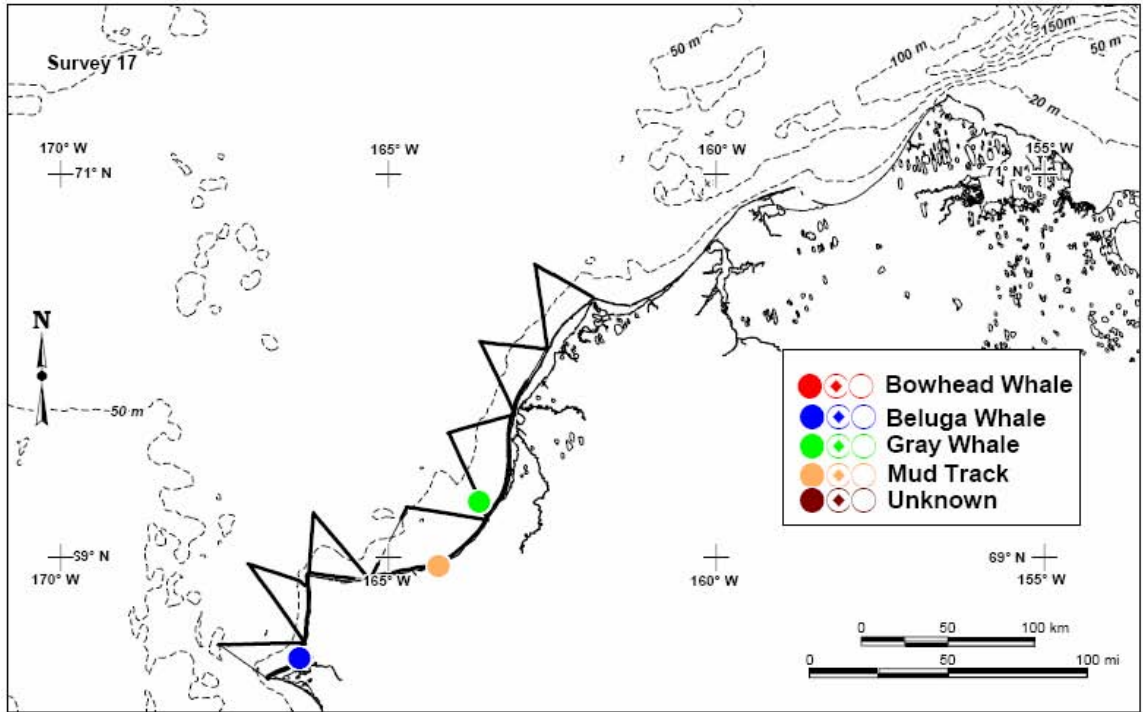 Survey 17
50 m
100 m
150m
50 m
20 m
170° W
165° W
160° W
155° W
71° N
71° N
N
50 m
Bowhead Whale
Beluga Whale
Gray Whale
Mud Track
Unknown
69° N
69° N
170° W
165° W
160° W
155° W
0 50 100 km
0 50 100 mi